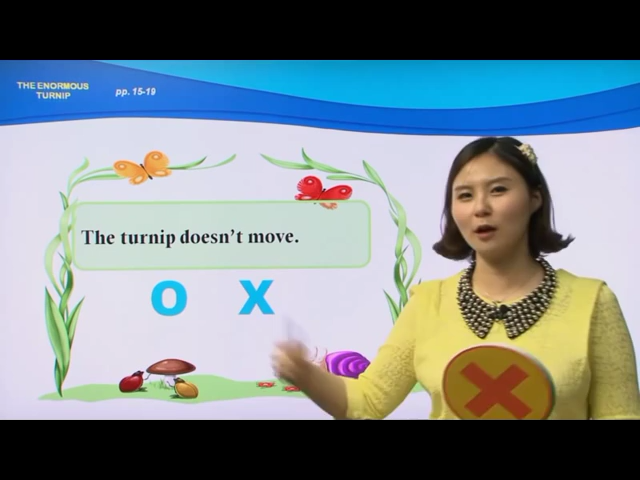 THE ENORMOUS
TURNIP
pp. 15-19
The turnip doesn't move.
O X